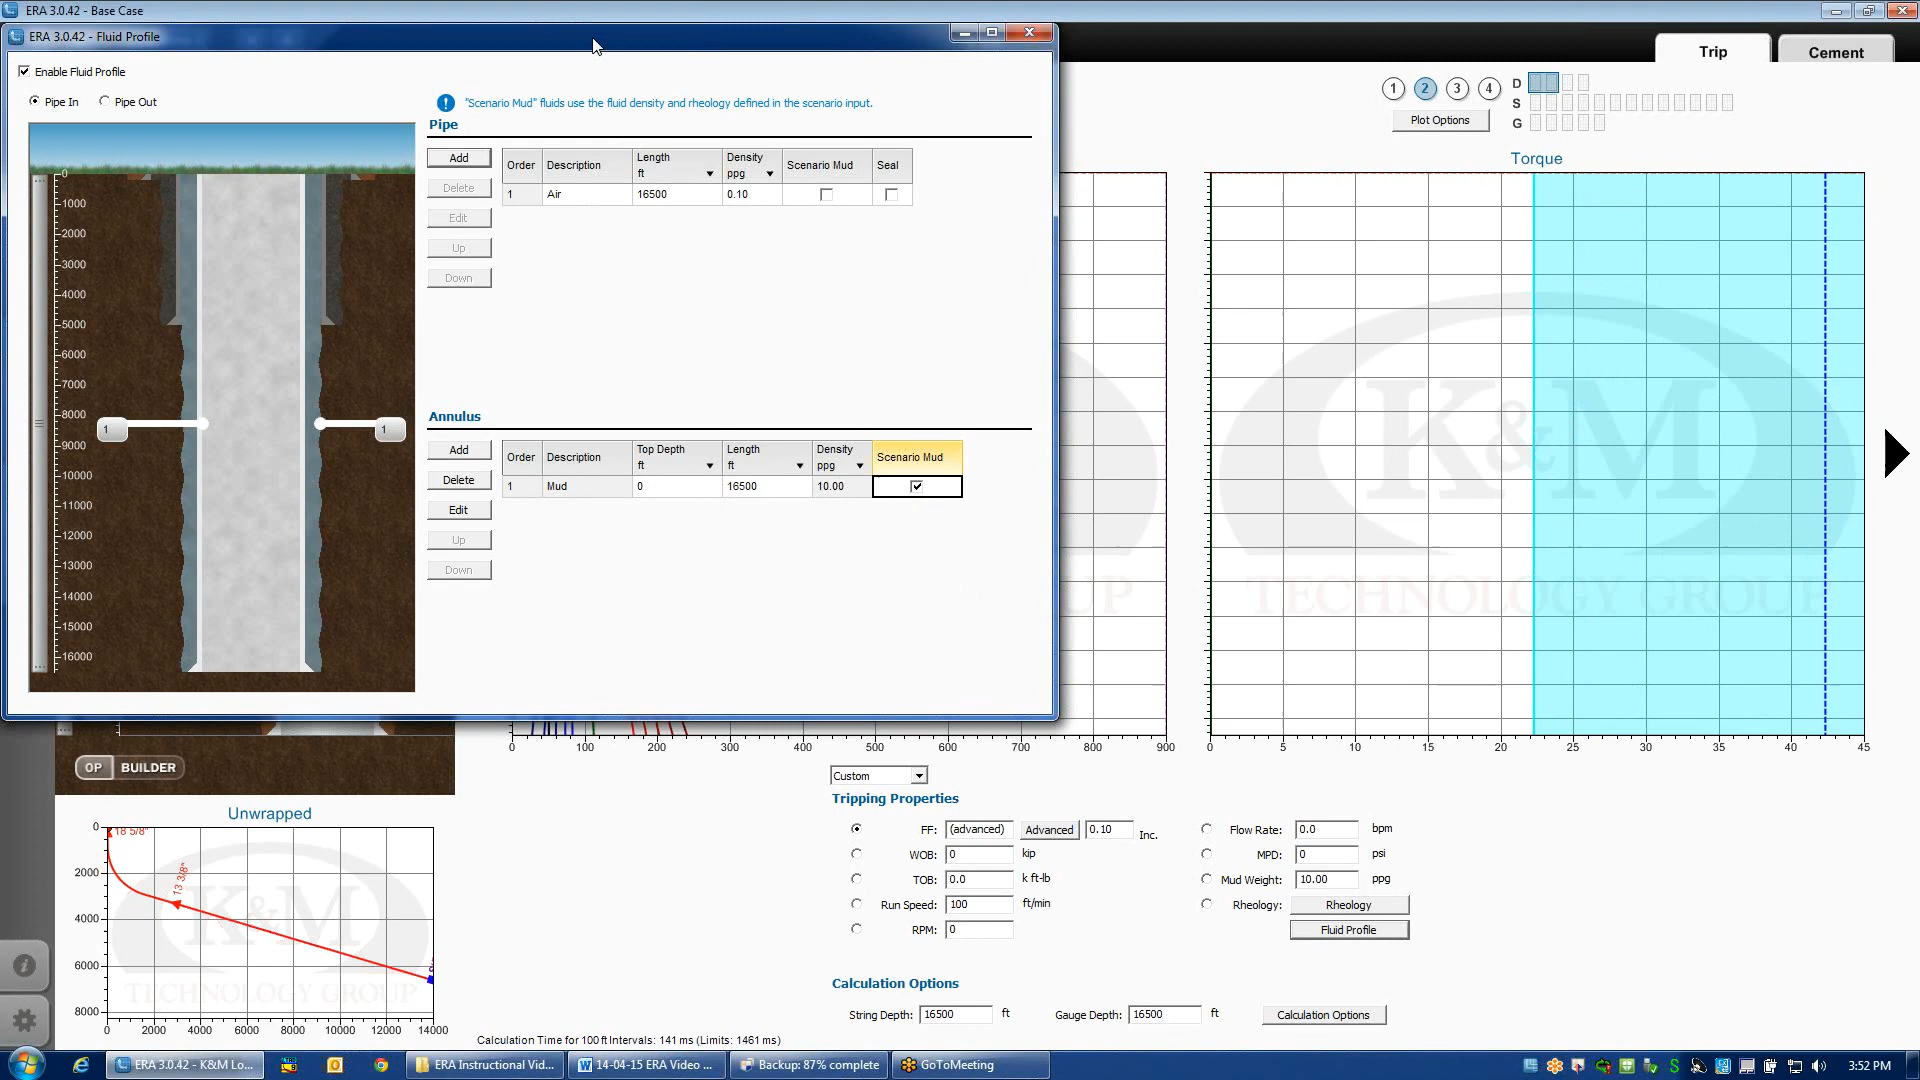 ERA 3.0.42 - Base Case
ERA 3.0.42 - Fluid Profile
Enable Fluid Profile
Pipe In
Pipe Out
"Scenario Mud" fluids use the fluid density and rheology defined in the scenario input.
Pipe
Add
Delete
Edit
Up
Down
Order Description Length ft Density ppg Scenario Mud Seal
1 Air 16500 0.10
0
1000
2000
3000
4000
5000
6000
7000
8000
9000
10000
11000
12000
13000
14000
15000
16000
1
1
Annulus
Add
Delete
Edit
Up
Down
Order Description Top Depth ft Length ft Density ppg Scenario Mud
1 Mud 0 16500 10.00
Trip
Cement
1 2 3 4
D
S
G
Plot Options
Torque
K&M
TECHNOLOGY GROUP
0 5 10 15 20 25 30 35 40 45
0 100 200 300 400 500 600 700 800 900
OP BUILDER
Unwrapped
0
2000
4000
6000
8000
0 2000 4000 6000 8000 10000 12000 14000
18 5/8"
13 3/8"
K&M
TECHNOLOGY GROUP
Custom
Tripping Properties
FF: (advanced) Advanced 0.10 Inc.
WOB: 0 kip
TOB: 0.0 k ft-lb
Run Speed: 100 ft/min
RPM: 0
Flow Rate: 0.0 bpm
MPD: 0 psi
Mud Weight: 10.00 ppg
Rheology: Rheology
Fluid Profile
Calculation Options
String Depth: 16500 ft
Gauge Depth: 16500 ft
Calculation Options
Calculation Time for 100 ft Intervals: 141 ms (Limits: 1461 ms)
ERA 3.0.42 - K&M Lo...
ERA Instructional Vid...
14-04-15 ERA Video ...
Backup: 87% complete
GoToMeeting
3:52 PM